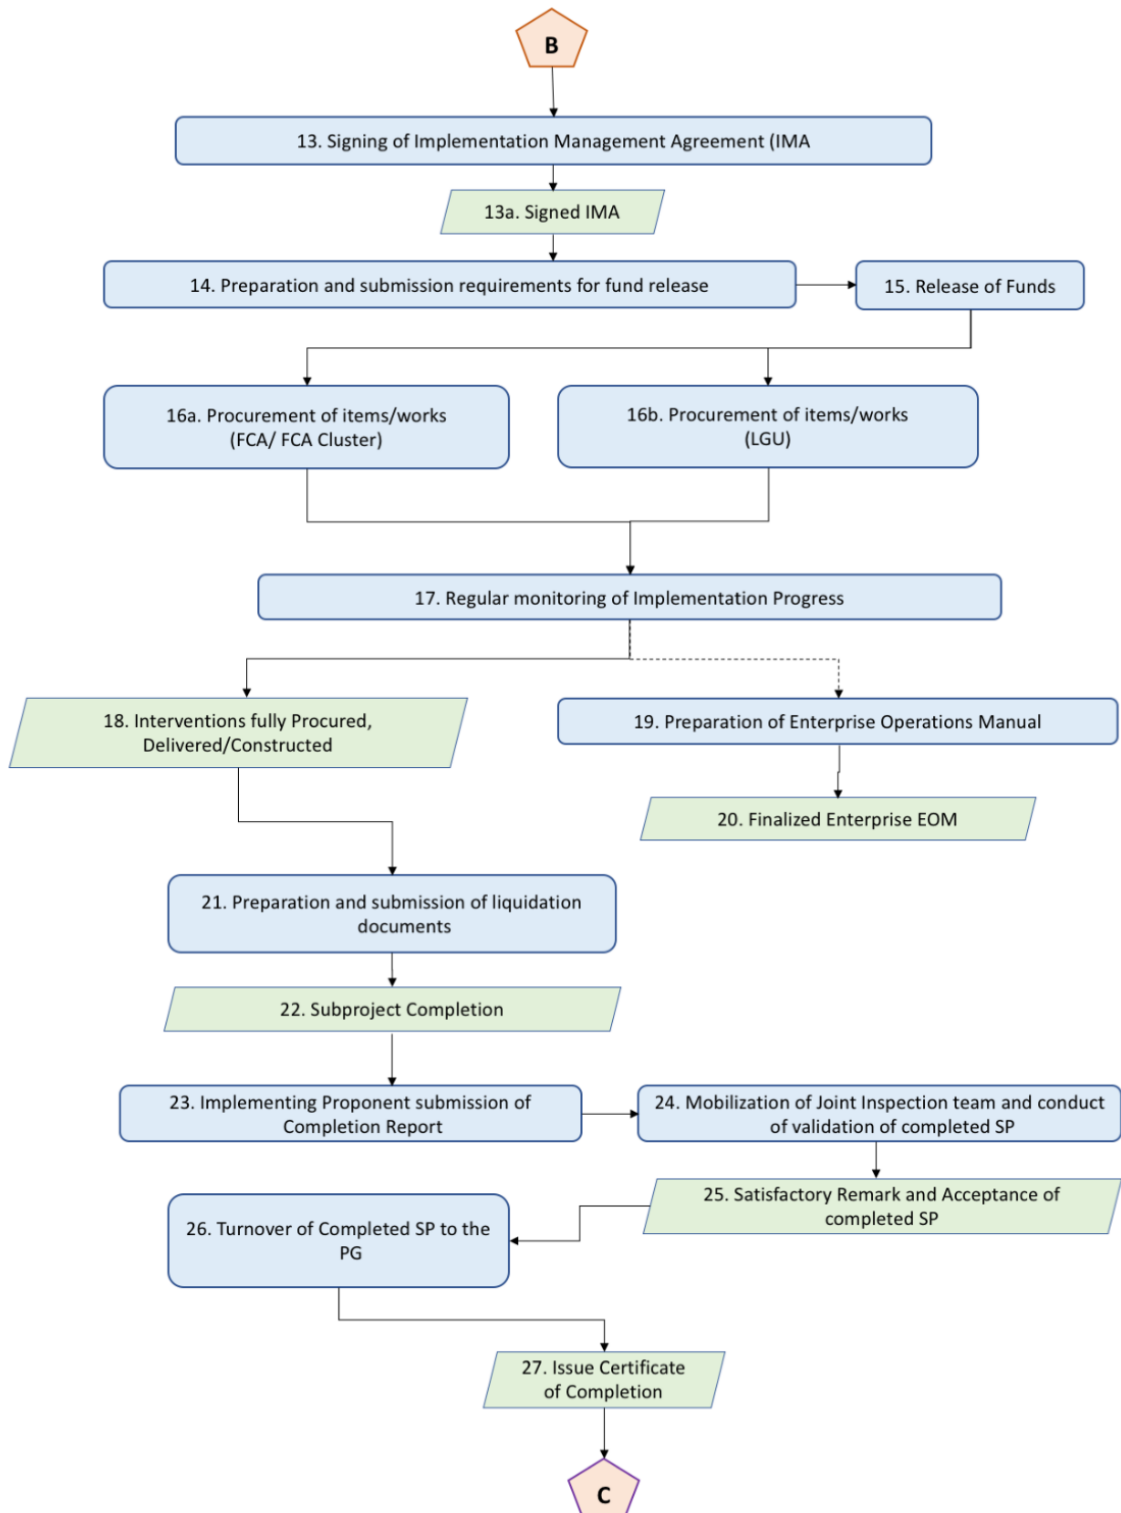 B
13. Signing of Implementation Management Agreement (IMA
13a. Signed IMA
14. Preparation and submission requirements for fund release
15. Release of Funds
16a. Procurement of items/works
(FCA/ FCA Cluster)
16b. Procurement of items/works
(LGU)
17. Regular monitoring of Implementation Progress
18. Interventions fully Procured,
Delivered/Constructed
19. Preparation of Enterprise Operations Manual
20. Finalized Enterprise EOM
21. Preparation and submission of liquidation
documents
22. Subproject Completion
23. Implementing Proponent submission of
Completion Report
24. Mobilization of Joint Inspection team and conduct
of validation of completed SP
25. Satisfactory Remark and Acceptance of
completed SP
26. Turnover of Completed SP to the
PG
27. Issue Certificate
of Completion
C